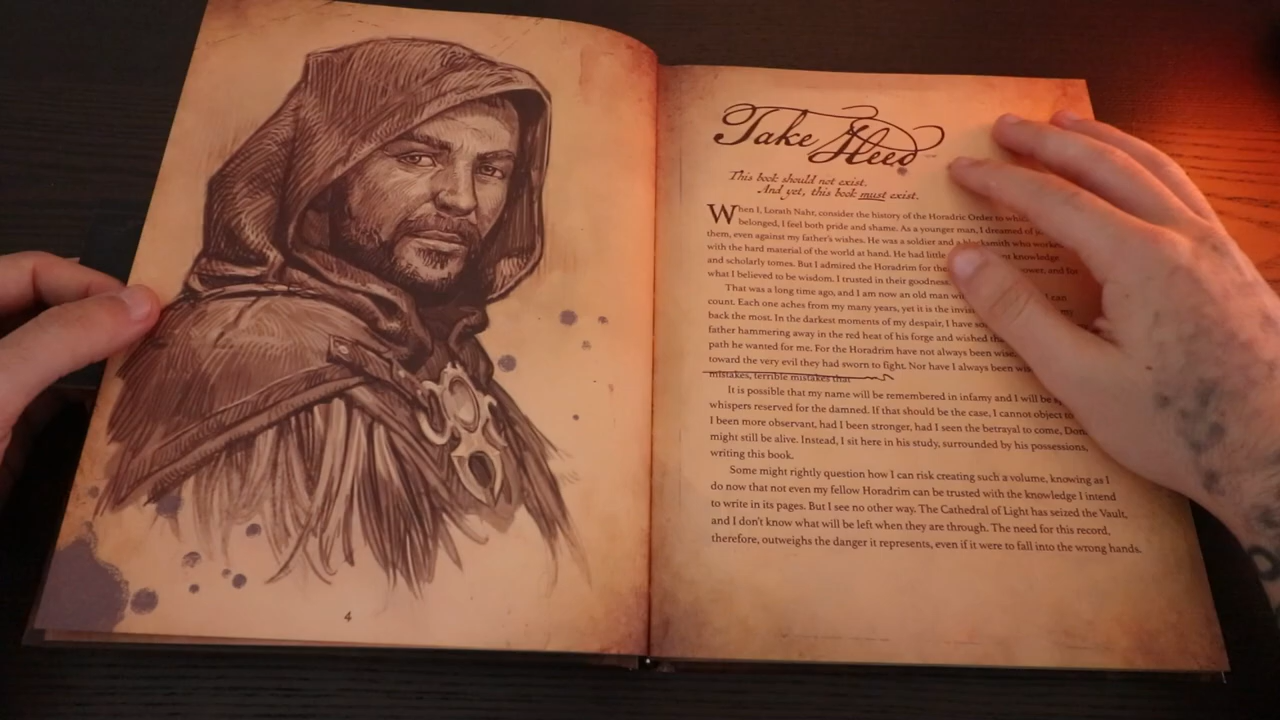 4
Take Heed
This book should not exist.
And yet, this book must exist.
When I, Lorath Nahr, consider the history of the Horadric Order to which
belonged, I feel both pride and shame. As a younger man, I dreamed of
them, even against my father's wishes. He was a soldier and a blacksmith who worked
with the hard material of the world at hand. He had little knowledge
and scholarly tomes. But I admired the Horadrim for the power, and for
what I believed to be wisdom. I trusted in their goodness.
That was a long time ago, and I am now an old man I can
count. Each one aches from my many years, yet it is the my
back the most. In the darkest moments of my despair, I have
father hammering away in the red heat of his forge and wished
path he wanted for me. For the Horadrim have not always been
toward the very evil they had sworn to fight. Nor have I always been
mistakes, terrible mistakes that
It is possible that my name will be remembered in infamy and I will be
whispers reserved for the damned. If that should be the case, I cannot object
I been more observant, had I been stronger, had I seen the betrayal to come,
might still be alive. Instead, I sit here in his study, surrounded by his possessions,
writing this book.
Some might rightly question how I can risk creating such a volume, knowing as I
do now that not even my fellow Horadrim can be trusted with the knowledge I intend
to write in its pages. But I see no other way. The Cathedral of Light has seized the Vault,
and I don't know what will be left when they are through. The need for this record,
therefore, outweighs the danger it represents, even if it were to fall into the wrong hands.